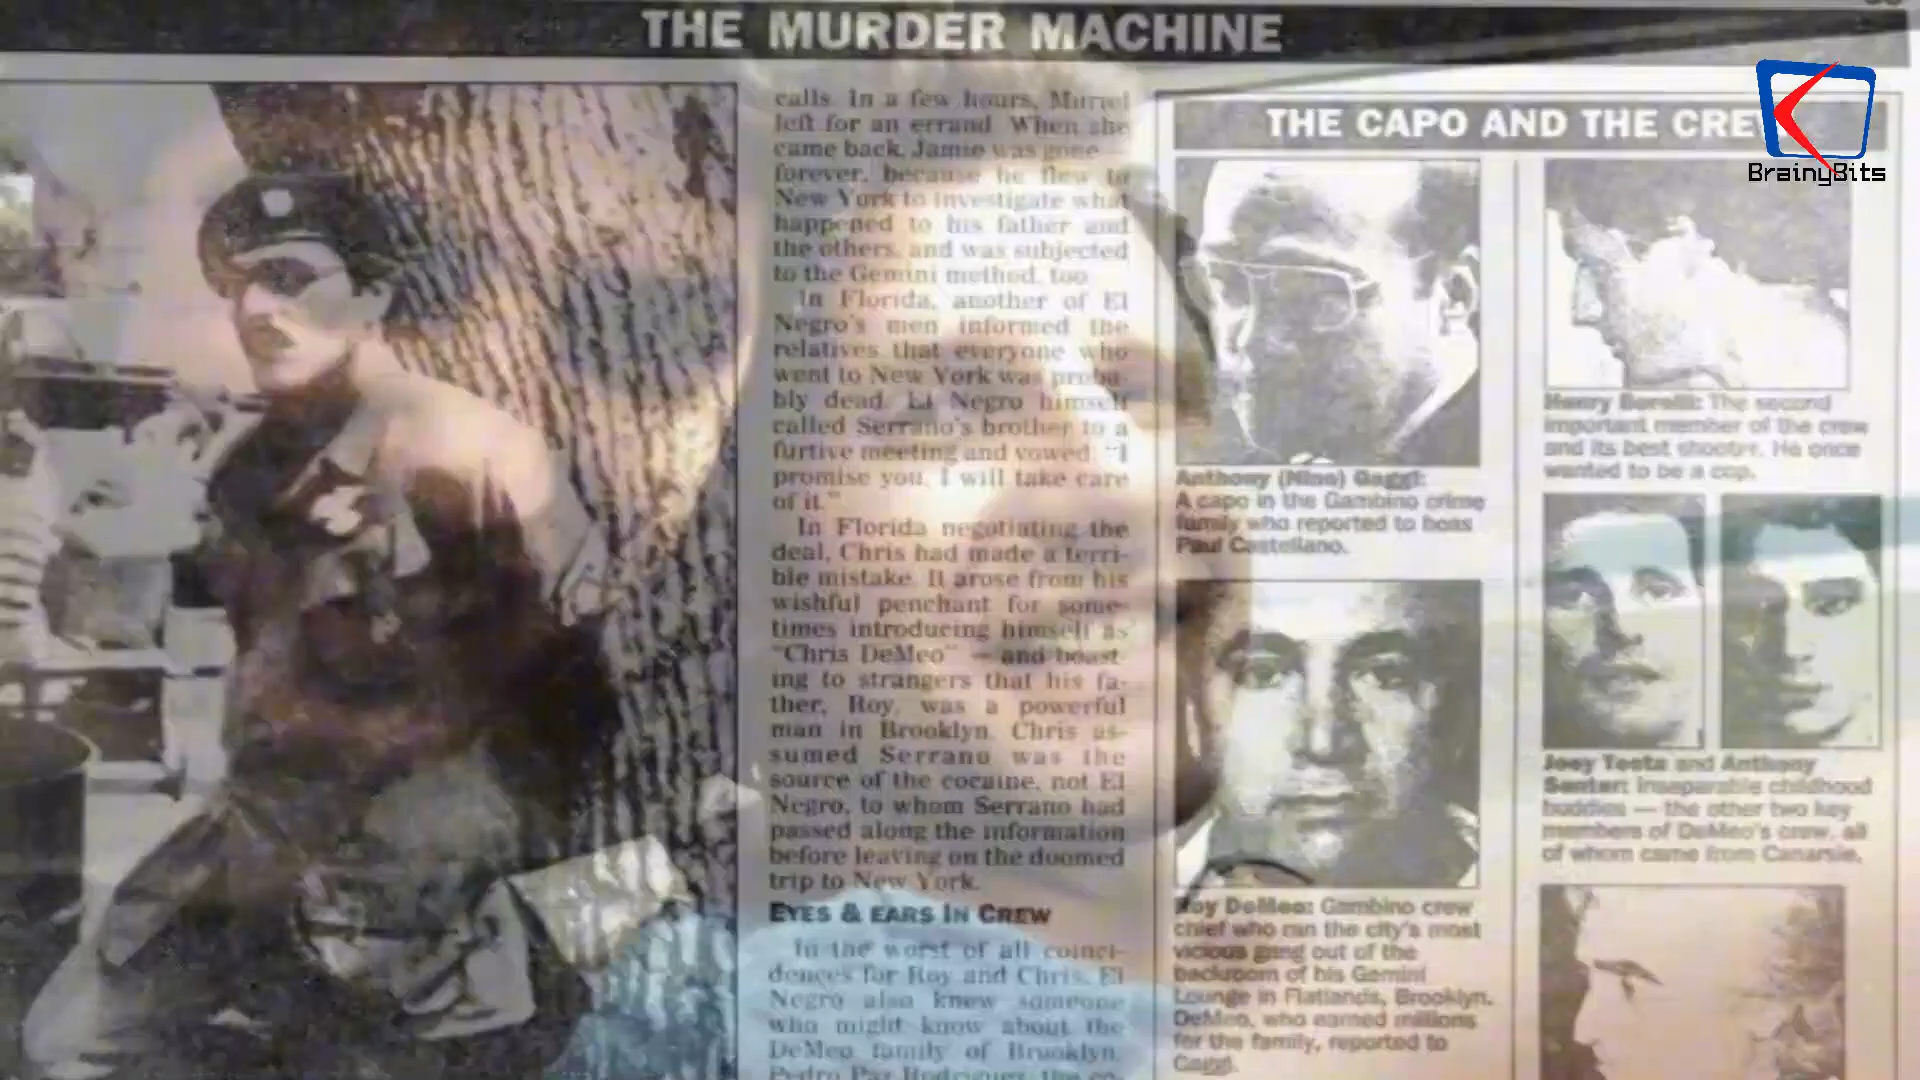 THE MURDER MACHINE
calls. In a few hours, Muriel
left for an errand. When she
came back, Jamie was gone —
forever, because he flew to
New York to investigate what
happened to his father and
the others, and was subjected
to the Gemini method, too.
In Florida, another of El
Negro's men informed the
relatives that everyone who
went to New York was proba-
bly dead. El Negro himself
called Serrano's brother to a
furtive meeting and vowed, "I
promise you, I will take care
of it."
In Florida negotiating the
deal, Chris had made a terri-
ble mistake. It arose from his
wishful penchant for some-
times introducing himself as
"Chris DeMeo" — and boast-
ing to strangers that his fa-
ther, Roy, was a powerful
man in Brooklyn. Chris as-
sumed Serrano was the
source of the cocaine, not El
Negro, to whom Serrano had
passed along the information
before leaving on the doomed
trip to New York.
EYES & EARS IN CREW
In the worst of all coinci-
dences for Roy and Chris, El
Negro also knew someone
who might know about the
DeMeo family of Brooklyn.
Pedro Paz Rodriguez, the co-
THE CAPO AND THE CREW
Anthony (Nino) Gaggi:
A capo in the Gambino crime
family who reported to boss
Paul Castellano.
Roy DeMeo: Gambino crew
chief who ran the city's most
vicious gang out of the
backroom of his Gemini
Lounge in Flatlands, Brooklyn.
DeMeo, who earned millions
for the family, reported to
Gaggi.
Henry Borelli: The second
important member of the crew
and its best shooter. He once
wanted to be a cop.
Joey Testa and Anthony
Senter: Inseparable childhood
buddies — the other two key
members of DeMeo's crew, all
of whom came from Canarsie.
BrainyBits